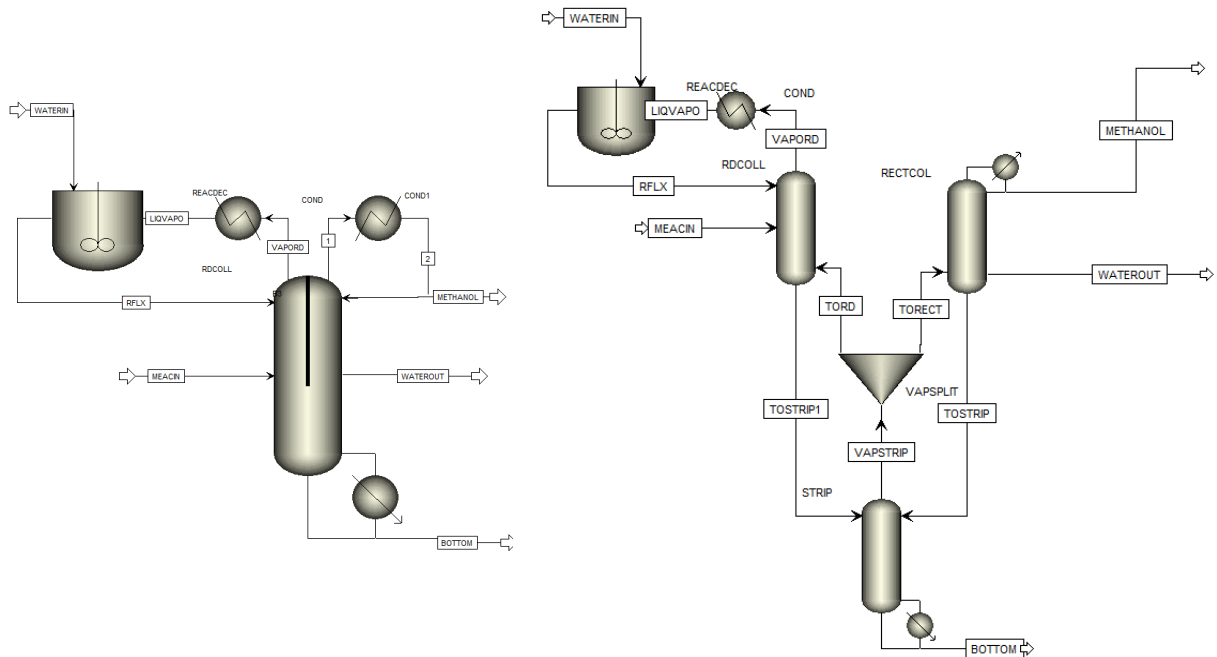 WATERIN
REACDEC
COND
COND1
LIQVAPO
VAPORD
1
2
RDCOLL
RFLX
METHANOL
MEACIN
WATEROUT
BOTTOM
WATERIN
REACDEC
COND
LIQVAPO
VAPORD
METHANOL
RDCOLL
RECTCOL
RFLX
MEACIN
WATEROUT
TORD
TORECT
VAPSPLIT
TOSTRIP1
TOSTRIP
VAPSTRIP
STRIP
BOTTOM